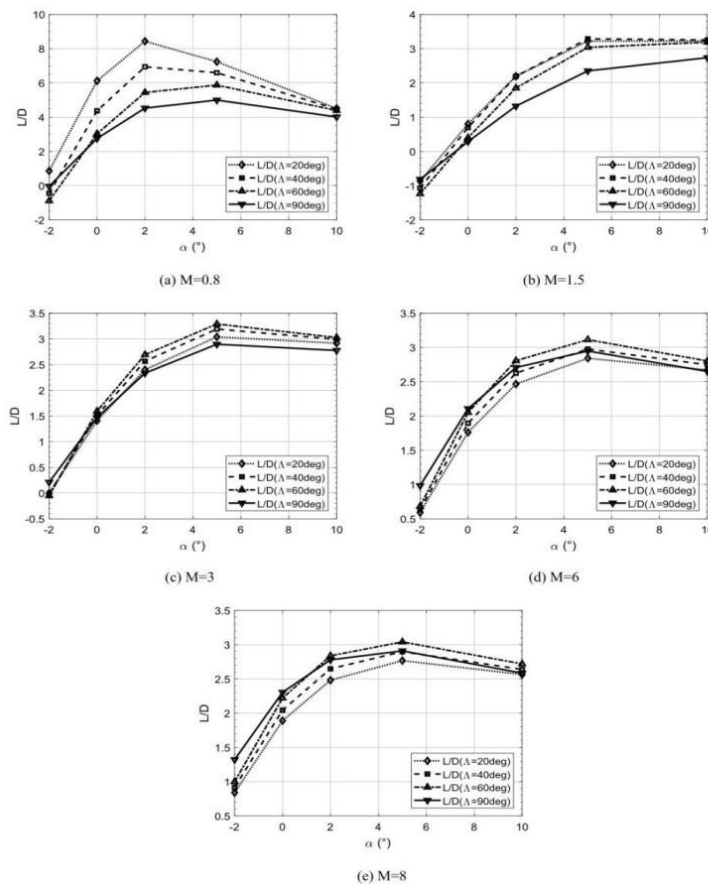 10
8
6
4
2
0
-2
L/D
-2 0 2 4 6 8 10
α (°)
L/D(Λ=20deg)
L/D(Λ=40deg)
L/D(Λ=60deg)
L/D(Λ=90deg)
(a) M=0.8
4
3
2
1
0
-1
-2
L/D
-2 0 2 4 6 8 10
α (°)
L/D(Λ=20deg)
L/D(Λ=40deg)
L/D(Λ=60deg)
L/D(Λ=90deg)
(b) M=1.5
3.5
3
2.5
2
1.5
1
0.5
0
-0.5
L/D
-2 0 2 4 6 8 10
α (°)
L/D(Λ=20deg)
L/D(Λ=40deg)
L/D(Λ=60deg)
L/D(Λ=90deg)
(c) M=3
3.5
3
2.5
2
1.5
1
0.5
L/D
-2 0 2 4 6 8 10
α (°)
L/D(Λ=20deg)
L/D(Λ=40deg)
L/D(Λ=60deg)
L/D(Λ=90deg)
(d) M=6
3.5
3
2.5
2
1.5
1
0.5
L/D
-2 0 2 4 6 8 10
α (°)
L/D(Λ=20deg)
L/D(Λ=40deg)
L/D(Λ=60deg)
L/D(Λ=90deg)
(e) M=8